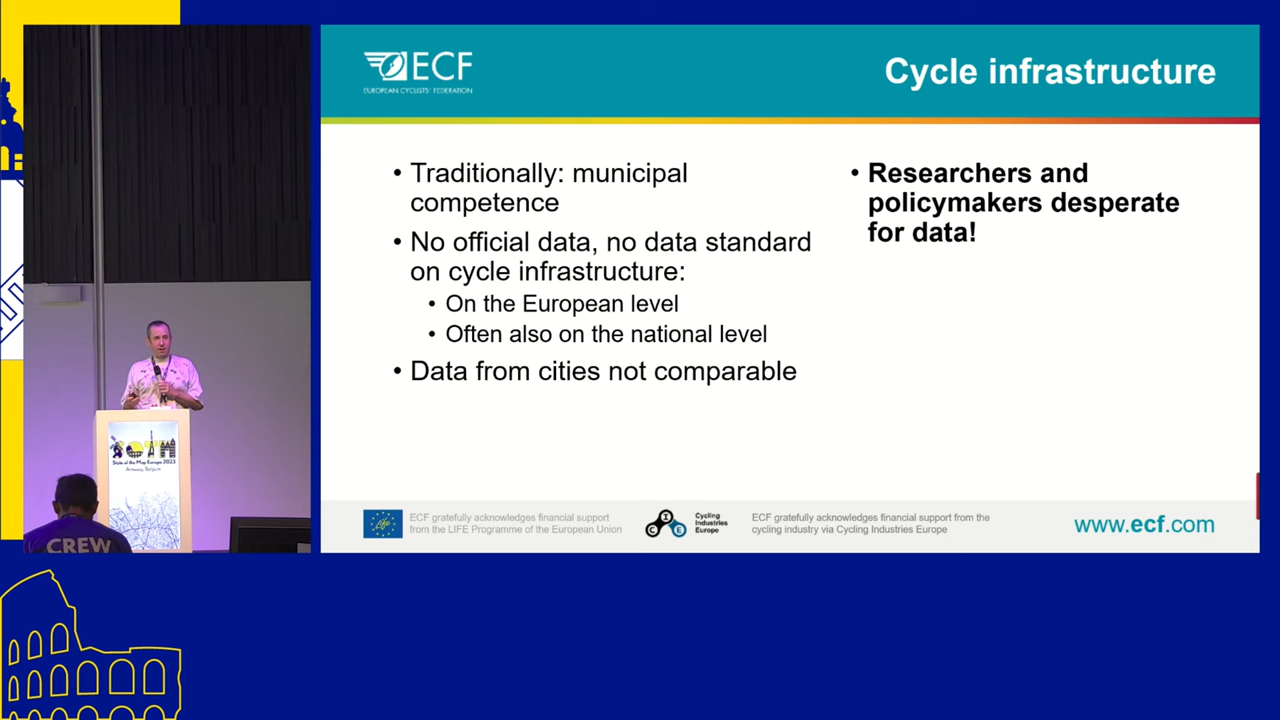 ECF
EUROPEAN CYCLISTS' FEDERATION
Cycle infrastructure
• Traditionally: municipal
competence
• No official data, no data standard
on cycle infrastructure:
• On the European level
• Often also on the national level
• Data from cities not comparable
• Researchers and
policymakers desperate
for data!
SOTM
State of the Map Europe 2023
Antwerp, Belgium
CREW
Life
ECF gratefully acknowledges financial support
from the LIFE Programme of the European Union
C I E
Cycling
Industries
Europe
ECF gratefully acknowledges financial support from the
cycling industry via Cycling Industries Europe
www.ecf.com